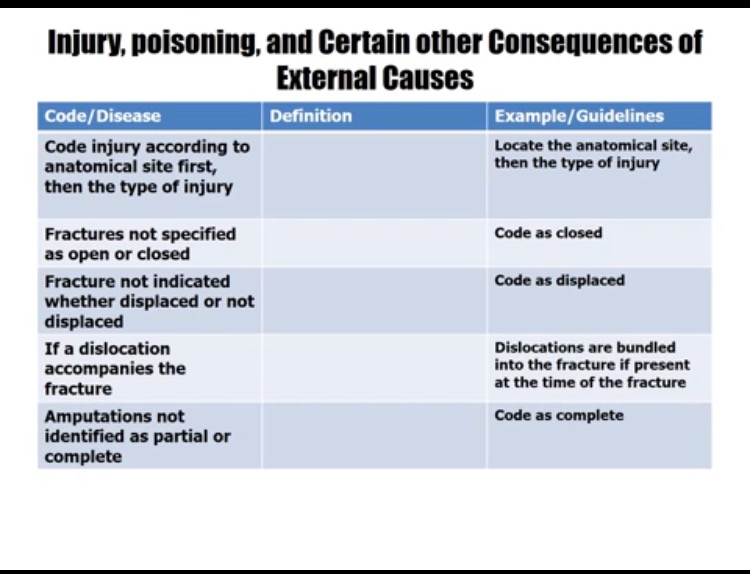 Injury, poisoning, and Certain other Consequences of
External Causes
Code/Disease
Definition
Example/Guidelines
Code injury according to
anatomical site first,
then the type of injury
Locate the anatomical site,
then the type of injury
Fractures not specified
as open or closed
Code as closed
Fracture not indicated
whether displaced or not
displaced
Code as displaced
If a dislocation
accompanies the
fracture
Dislocations are bundled
into the fracture if present
at the time of the fracture
Amputations not
identified as partial or
complete
Code as complete